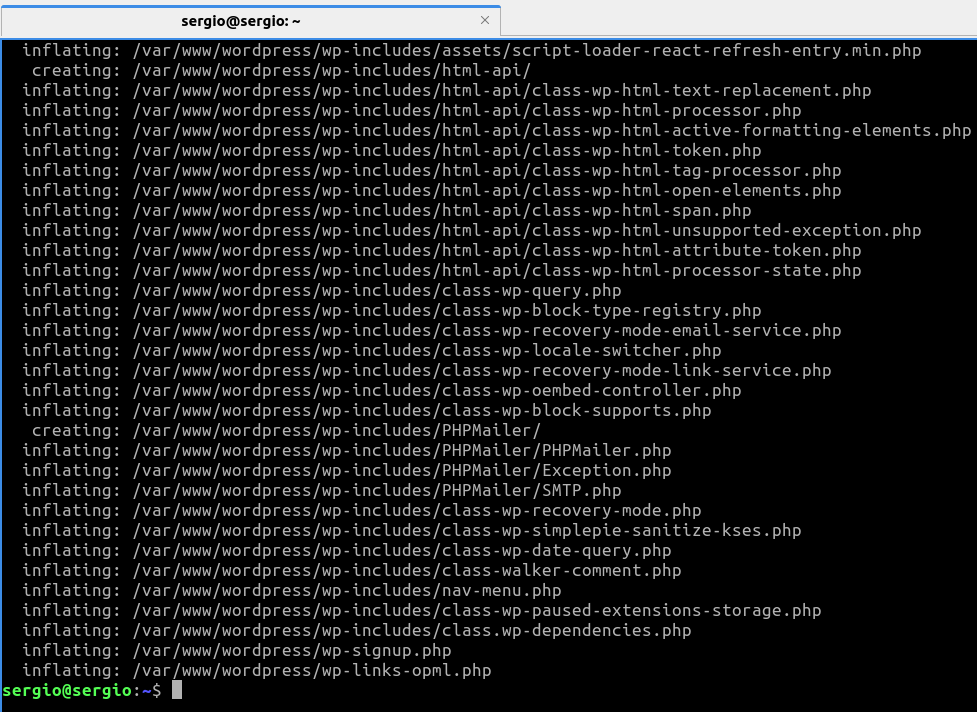 sergio@sergio: ~ ×
inflating: /var/www/wordpress/wp-includes/assets/script-loader-react-refresh-entry.min.php
creating: /var/www/wordpress/wp-includes/html-api/
inflating: /var/www/wordpress/wp-includes/html-api/class-wp-html-text-replacement.php
inflating: /var/www/wordpress/wp-includes/html-api/class-wp-html-processor.php
inflating: /var/www/wordpress/wp-includes/html-api/class-wp-html-active-formatting-elements.php
inflating: /var/www/wordpress/wp-includes/html-api/class-wp-html-token.php
inflating: /var/www/wordpress/wp-includes/html-api/class-wp-html-tag-processor.php
inflating: /var/www/wordpress/wp-includes/html-api/class-wp-html-open-elements.php
inflating: /var/www/wordpress/wp-includes/html-api/class-wp-html-span.php
inflating: /var/www/wordpress/wp-includes/html-api/class-wp-html-unsupported-exception.php
inflating: /var/www/wordpress/wp-includes/html-api/class-wp-html-attribute-token.php
inflating: /var/www/wordpress/wp-includes/html-api/class-wp-html-processor-state.php
inflating: /var/www/wordpress/wp-includes/class-wp-query.php
inflating: /var/www/wordpress/wp-includes/class-wp-block-type-registry.php
inflating: /var/www/wordpress/wp-includes/class-wp-recovery-mode-email-service.php
inflating: /var/www/wordpress/wp-includes/class-wp-locale-switcher.php
inflating: /var/www/wordpress/wp-includes/class-wp-recovery-mode-link-service.php
inflating: /var/www/wordpress/wp-includes/class-wp-oembed-controller.php
inflating: /var/www/wordpress/wp-includes/class-wp-block-supports.php
creating: /var/www/wordpress/wp-includes/PHPMailer/
inflating: /var/www/wordpress/wp-includes/PHPMailer/PHPMailer.php
inflating: /var/www/wordpress/wp-includes/PHPMailer/Exception.php
inflating: /var/www/wordpress/wp-includes/PHPMailer/SMTP.php
inflating: /var/www/wordpress/wp-includes/class-wp-recovery-mode.php
inflating: /var/www/wordpress/wp-includes/class-wp-simplepie-sanitize-kses.php
inflating: /var/www/wordpress/wp-includes/class-wp-date-query.php
inflating: /var/www/wordpress/wp-includes/class-walker-comment.php
inflating: /var/www/wordpress/wp-includes/nav-menu.php
inflating: /var/www/wordpress/wp-includes/class-wp-paused-extensions-storage.php
inflating: /var/www/wordpress/wp-includes/class.wp-dependencies.php
inflating: /var/www/wordpress/wp-signup.php
inflating: /var/www/wordpress/wp-links-opml.php
sergio@sergio:~$